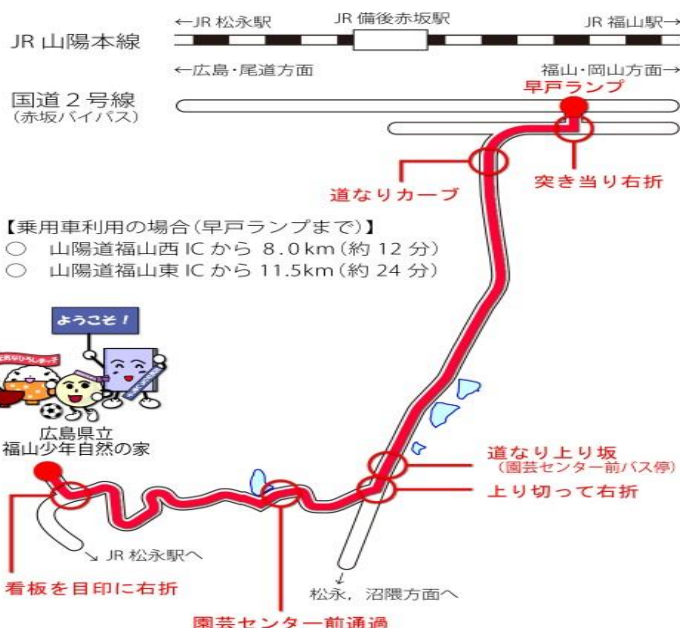 ←JR 松永駅
JR 備後赤坂駅
JR 福山駅→
JR 山陽本線
←広島・尾道方面
福山・岡山方面→
早戸ランプ
国道２号線
(赤坂バイパス)
道なりカーブ
突き当り右折
【乗用車利用の場合(早戸ランプまで)】
○ 山陽道福山西 IC から 8.0km(約 12 分)
○ 山陽道福山東 IC から 11.5km(約 24 分)
ようこそ！
広島県立
福山少年自然の家
道なり上り坂
(園芸センター前バス停)
上り切って右折
JR 松永駅へ
看板を目印に右折
松永，沼隈方面へ
園芸センター前通過